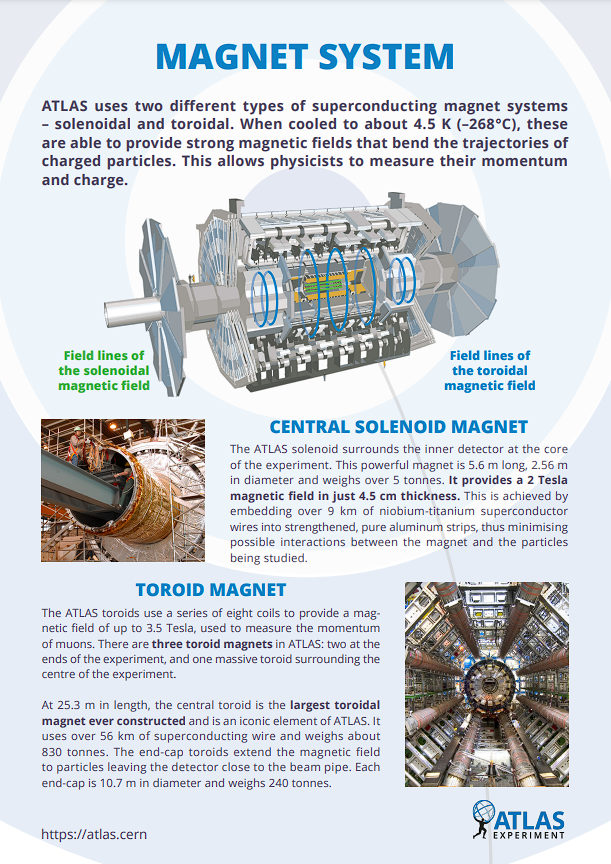 MAGNET SYSTEM
ATLAS uses two different types of superconducting magnet systems
– solenoidal and toroidal. When cooled to about 4.5 K (–268°C), these
are able to provide strong magnetic fields that bend the trajectories of
charged particles. This allows physicists to measure their momentum
and charge.
Field lines of
the solenoidal
magnetic field
Field lines of
the toroidal
magnetic field
CENTRAL SOLENOID MAGNET
The ATLAS solenoid surrounds the inner detector at the core
of the experiment. This powerful magnet is 5.6 m long, 2.56 m
in diameter and weighs over 5 tonnes. It provides a 2 Tesla
magnetic field in just 4.5 cm thickness. This is achieved by
embedding over 9 km of niobium-titanium superconductor
wires into strengthened, pure aluminum strips, thus minimising
possible interactions between the magnet and the particles
being studied.
TOROID MAGNET
The ATLAS toroids use a series of eight coils to provide a mag-
netic field of up to 3.5 Tesla, used to measure the momentum
of muons. There are three toroid magnets in ATLAS: two at the
ends of the experiment, and one massive toroid surrounding the
centre of the experiment.
At 25.3 m in length, the central toroid is the largest toroidal
magnet ever constructed and is an iconic element of ATLAS. It
uses over 56 km of superconducting wire and weighs about
830 tonnes. The end-cap toroids extend the magnetic field
to particles leaving the detector close to the beam pipe. Each
end-cap is 10.7 m in diameter and weighs 240 tonnes.
https://atlas.cern
ATLAS
EXPERIMENT